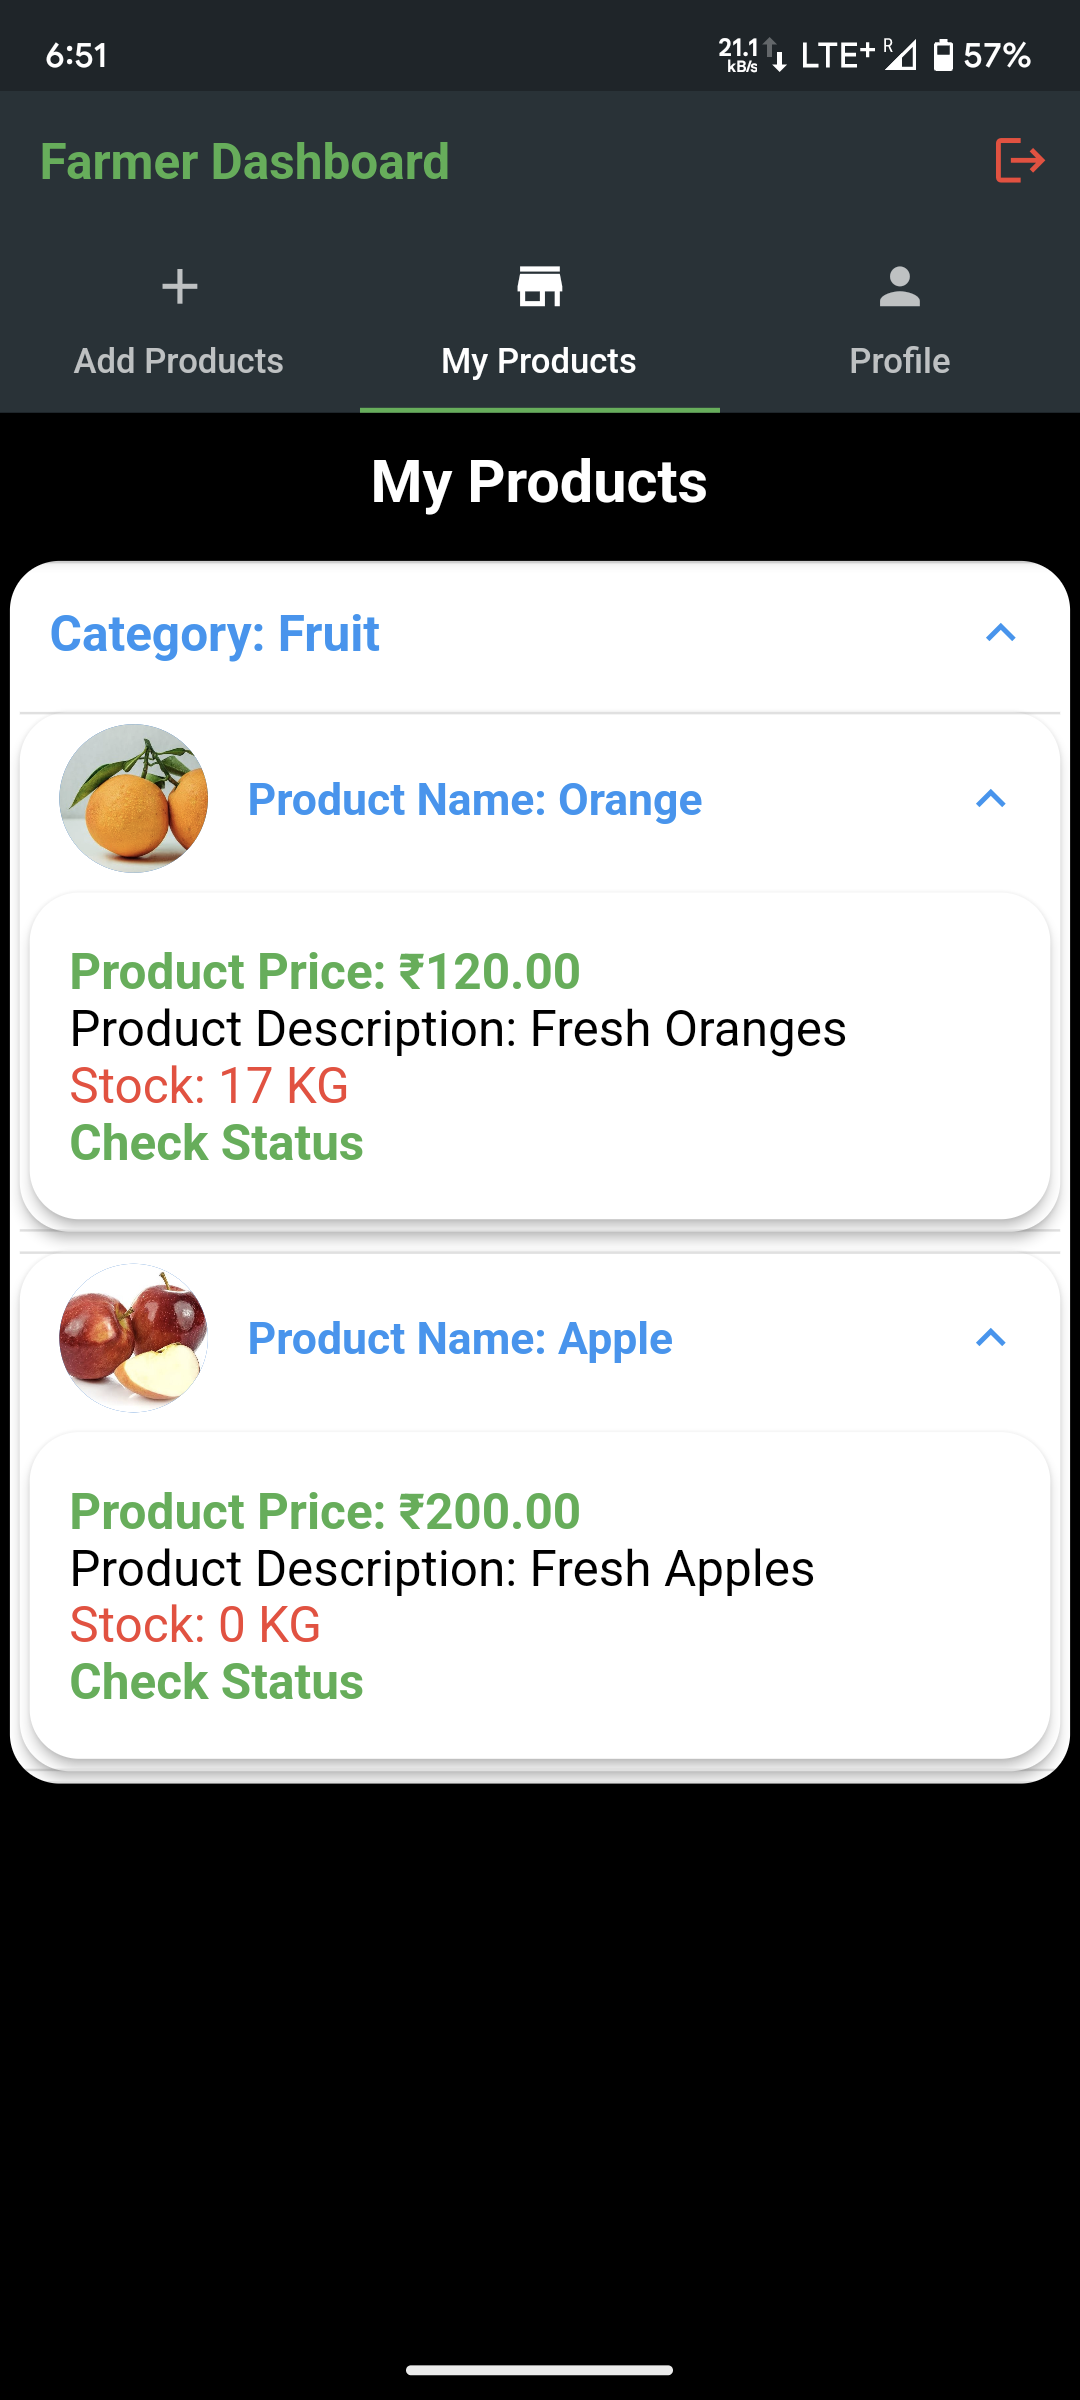 6:51
21.1 kB/s LTE+ R 57%
Farmer Dashboard
Add Products My Products Profile
My Products
Category: Fruit
Product Name: Orange
Product Price: ₹120.00
Product Description: Fresh Oranges
Stock: 17 KG
Check Status
Product Name: Apple
Product Price: ₹200.00
Product Description: Fresh Apples
Stock: 0 KG
Check Status